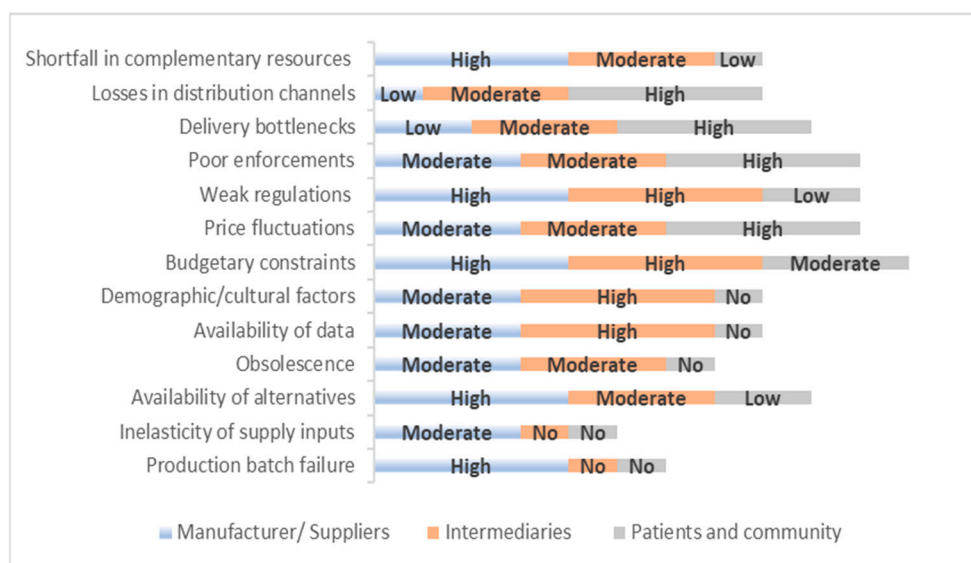 Shortfall in complementary resources High Moderate Low
Losses in distribution channels Low Moderate High
Delivery bottlenecks Low Moderate High
Poor enforcements Moderate Moderate High
Weak regulations High High Low
Price fluctuations Moderate Moderate High
Budgetary constraints High High Moderate
Demographic/cultural factors Moderate High No
Availability of data Moderate High No
Obsolescence Moderate Moderate No
Availability of alternatives High Moderate Low
Inelasticity of supply inputs Moderate No No
Production batch failure High No No
Manufacturer/ Suppliers Intermediaries Patients and community